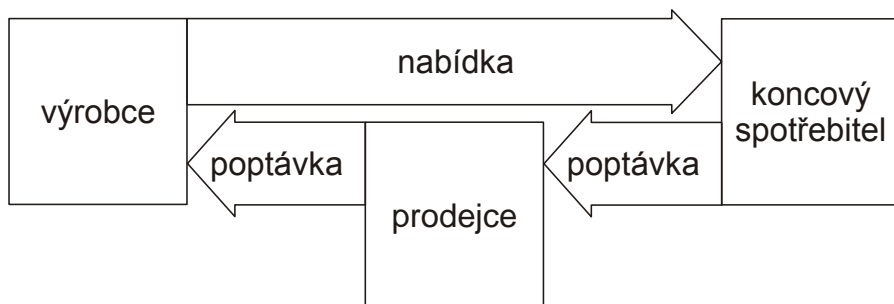 výrobce
nabídka
koncový
spotřebitel
poptávka
prodejce
poptávka